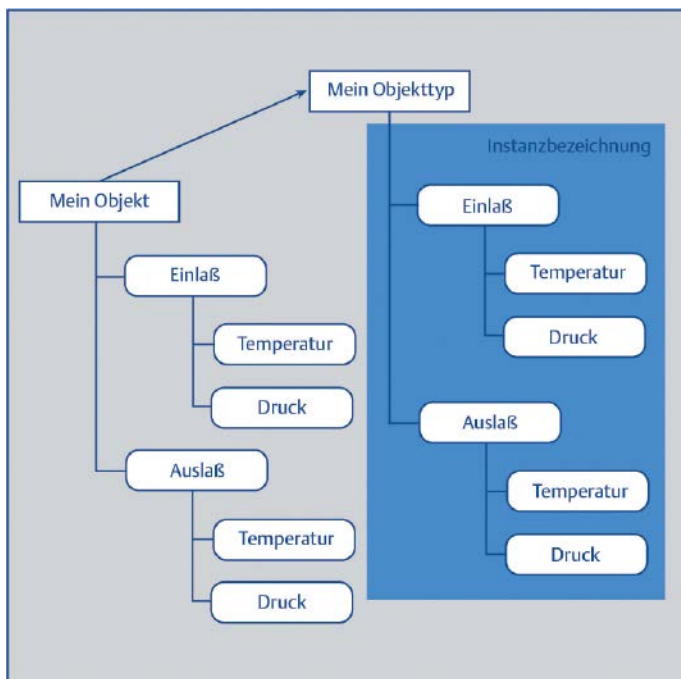 Mein Objekttyp
Instanzbezeichnung
Mein Objekt
Einlaß
Temperatur
Druck
Auslaß
Temperatur
Druck
Einlaß
Temperatur
Druck
Auslaß
Temperatur
Druck